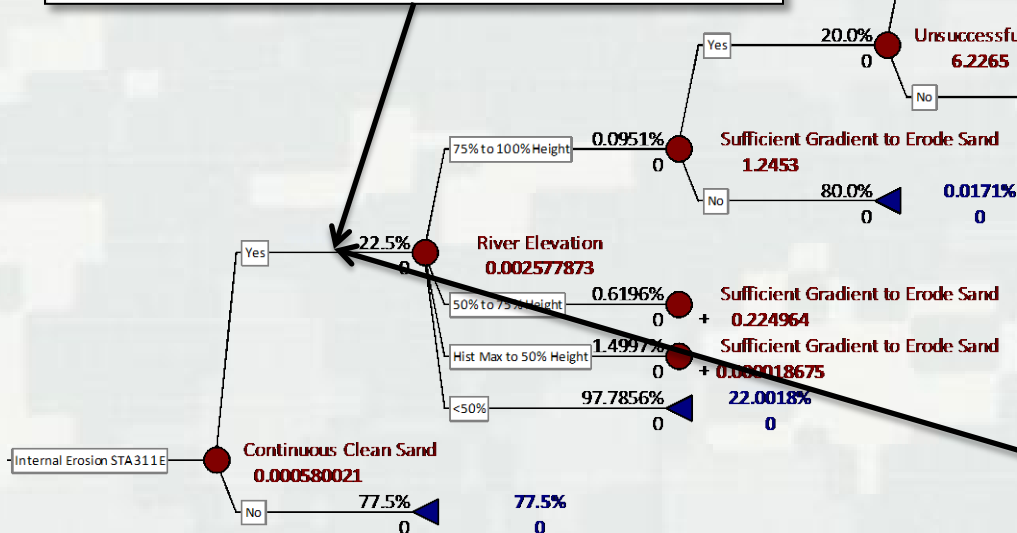 Yes
20.0%
0
Unsuccessfu
6.2265
No
75% to 100% Height
0.0951%
0
Sufficient Gradient to Erode Sand
1.2453
No
80.0%
0
0.0171%
0
Yes
22.5%
0
River Elevation
0.002577873
50% to 75% Height
0.6196%
0
Sufficient Gradient to Erode Sand
+ 0.224964
Hist Max to 50% Height
1.4997%
0
Sufficient Gradient to Erode Sand
+ 0.000018675
<50%
97.7856%
0
22.0018%
0
Internal Erosion STA311E
Continuous Clean Sand
0.000580021
No
77.5%
0
77.5%
0